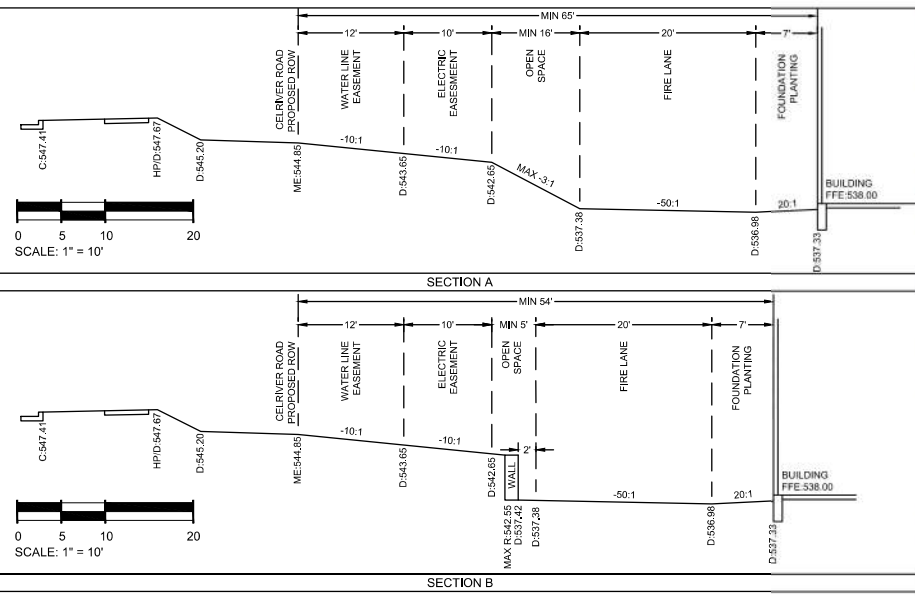 MIN 65'
12'
10'
MIN 16'
20'
7'
CELRIVER ROAD
PROPOSED ROW
WATER LINE
EASEMENT
ELECTRIC
EASESMEENT
OPEN
SPACE
FIRE LANE
FOUNDATION
PLANTING
-10:1
-10:1
MAX -3:1
-50:1
20:1
C:547.41
HP/D:547.67
D:545.20
ME:544.85
D:543.65
D:542.65
D:537.38
D:536.98
D:537.33
BUILDING
FFE:538.00
0 5 10 20
SCALE: 1" = 10'
SECTION A
MIN 54'
12'
10'
MIN 5'
20'
7'
CELRIVER ROAD
PROPOSED ROW
WATER LINE
EASEMENT
ELECTRIC
EASEMENT
OPEN
SPACE
FIRE LANE
FOUNDATION
PLANTING
-10:1
-10:1
2'
WALL
-50:1
20:1
C:547.41
HP/D:547.67
D:545.20
ME:544.85
D:543.65
D:542.65
MAX R:542.55
D:537.42
D:537.38
D:536.98
D:537.33
BUILDING
FFE:538.00
0 5 10 20
SCALE: 1" = 10'
SECTION B